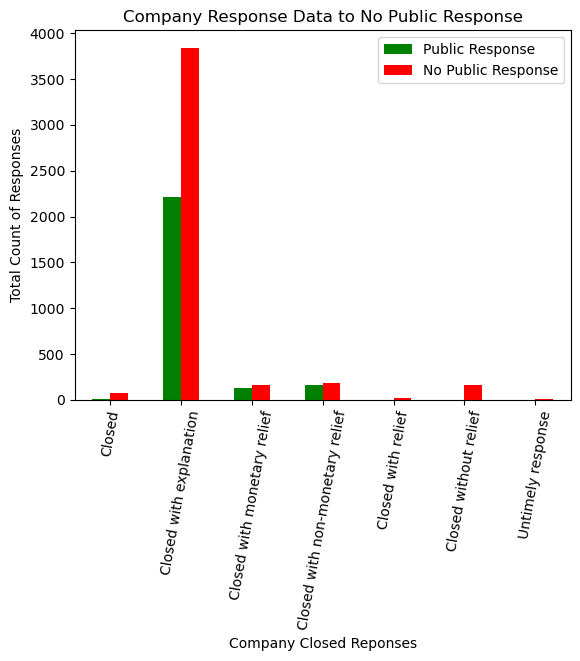 Company Response Data to No Public Response
Public Response
No Public Response
4000
3500
3000
2500
2000
1500
1000
500
0
Total Count of Responses
Closed
Closed with explanation
Closed with monetary relief
Closed with non-monetary relief
Closed with relief
Closed without relief
Untimely response
Company Closed Reponses